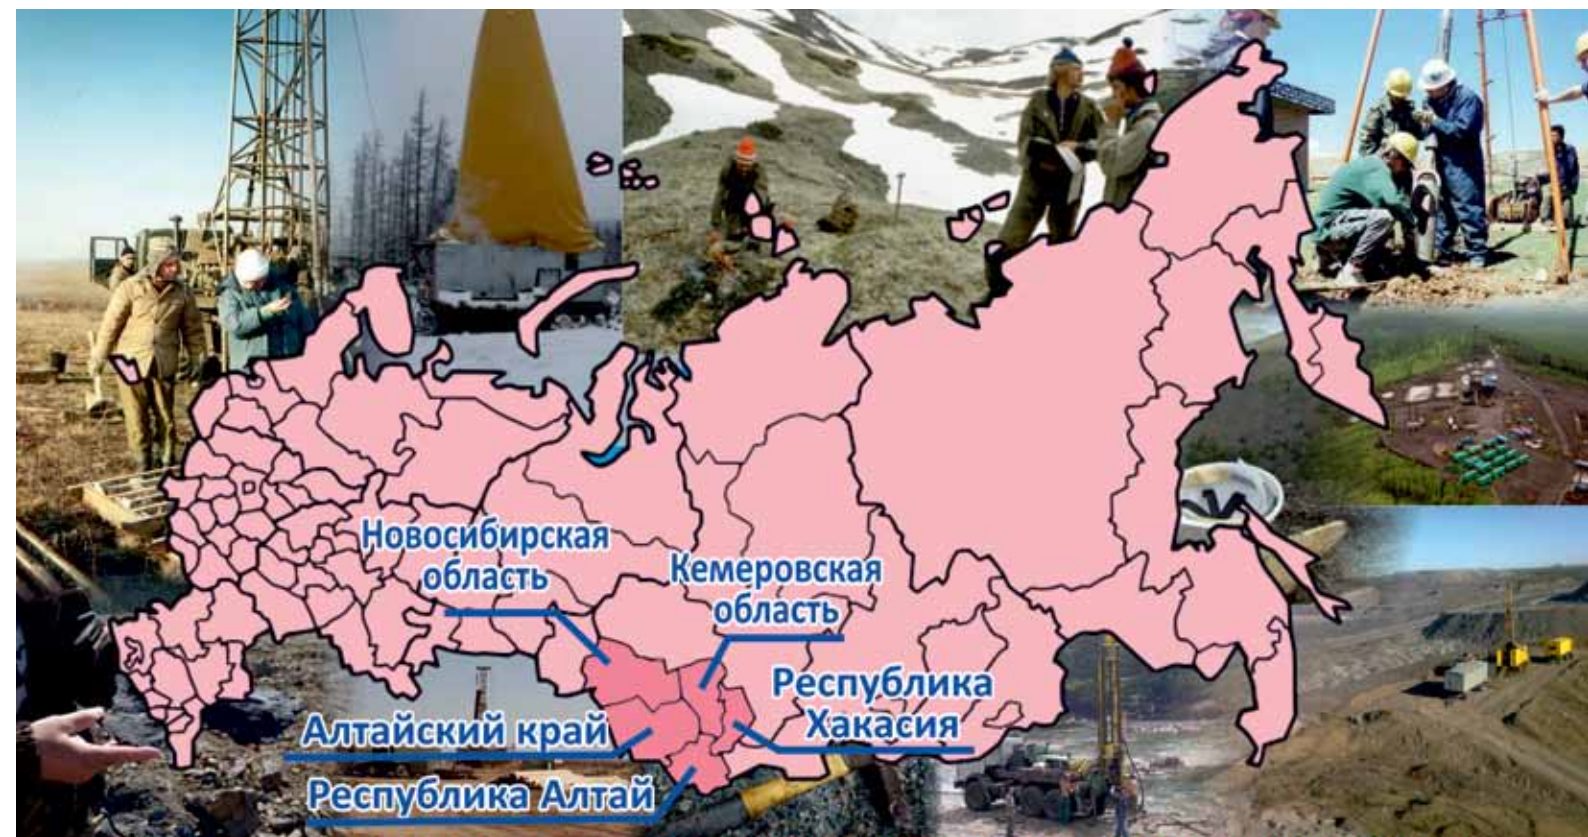 Новосибирская
область
Кемеровская
область
Республика
Хакасия
Алтайский край
Республика Алтай